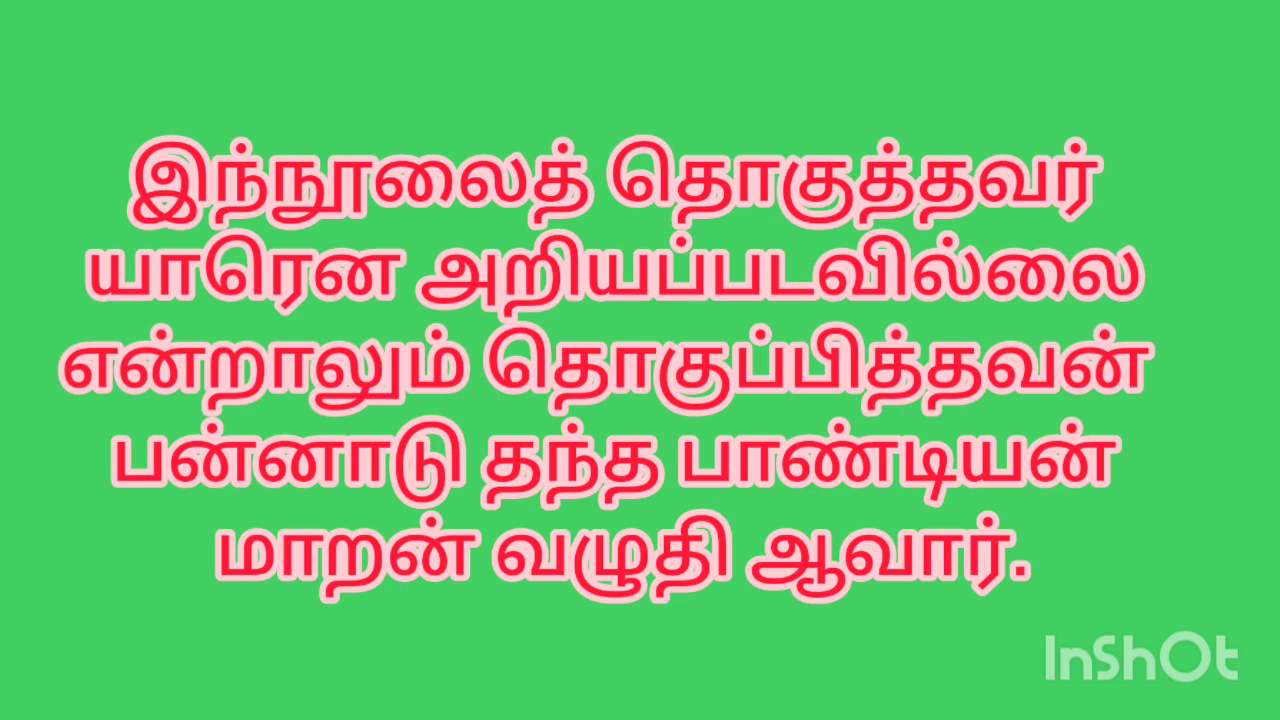 இந்நூலைத் தொகுத்தவர்
யாரென அறியப்படவில்லை
என்றாலும் தொகுப்பித்தவன்
பன்னாடு தந்த பாண்டியன்
மாறன் வழுதி ஆவார்.
InShOt